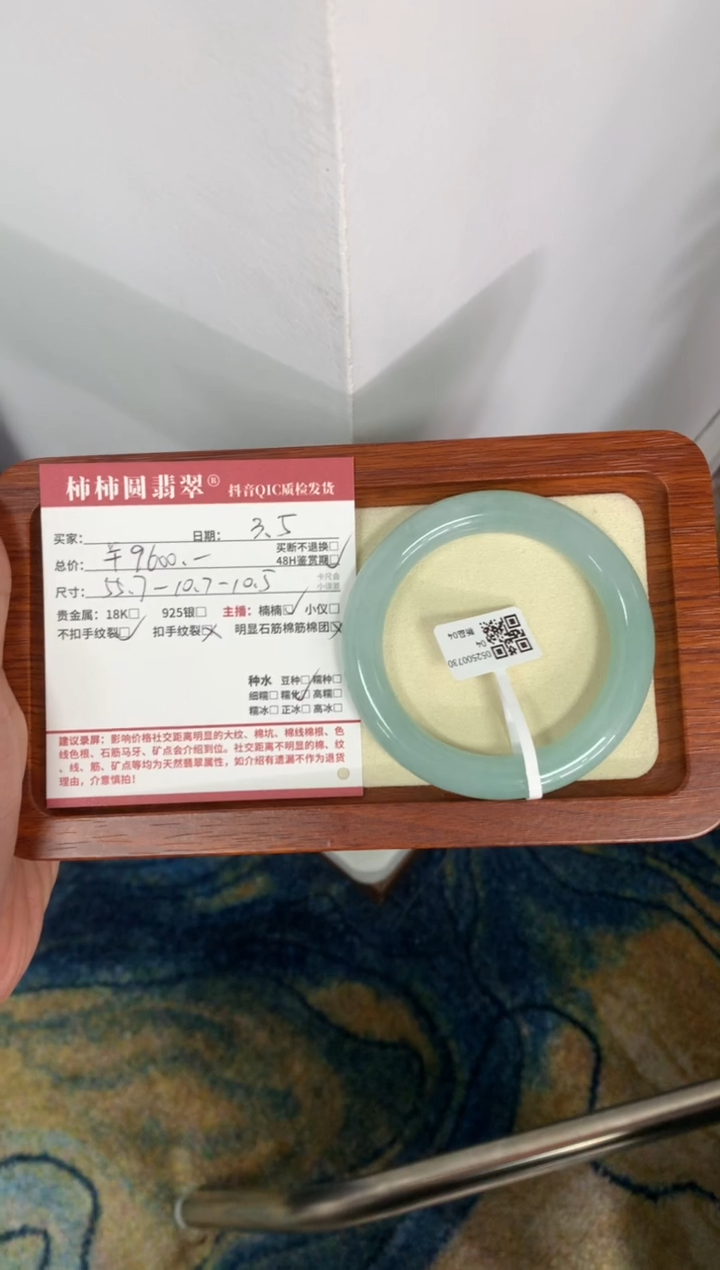 柿柿圆翡翠® 抖音QIC质检发货
买家: 日期: 3.5
买断不退换□
总价: ¥9600.- 48H鉴赏期☑
卡尺会
小误差
尺寸: 55.7-10.7-10.5
贵金属: 18K□ 925银□ 主播: 楠楠☑ 小仪□
不扣手纹裂☑ 扣手纹裂☒ 明显石筋棉筋棉团☒
种水 豆种□ 糯种□
细糯□ 糯化☑ 高糯□
糯冰□ 正冰□ 高冰□
建议录屏: 影响价格社交距离明显的大纹、棉坑、棉线棉根、色
线色根、石筋马牙、矿点会介绍到位。社交距离不明显的棉、纹
、线、筋、矿点等均为天然翡翠属性, 如介绍有遗漏不作为退货
理由, 介意慎拍!
04
052500730